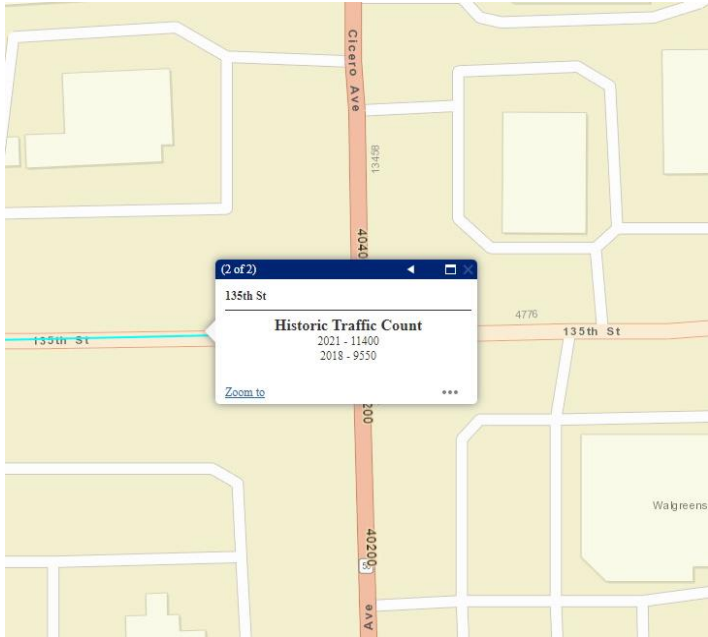 Cicero Ave
13458
4040
(2 of 2)
135th St
Historic Traffic Count
2021 - 11400
2018 - 9550
Zoom to
•••
4776
135th St
135th St
200
Walgreens
40200
50
Ave